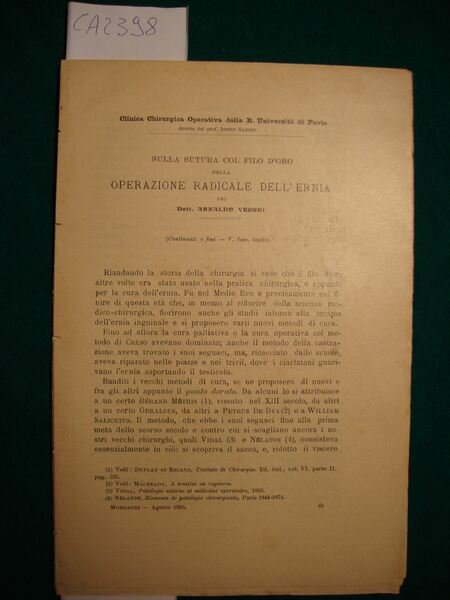 CA2398
Clinica Chirurgica Operativa della R. Università di Pavia
diretta dal prof. Iginio Tansini
SULLA SUTURA COL FILO D'ORO
NELLA
OPERAZIONE RADICALE DELL'ERNIA
DEL
Dott. ARNALDO VECCHI
(Continuaz. e fine — V. fasc. luglio).
Riandando la storia della chirurgia si vede che il filo d'oro
altre volte era stato usato nella pratica chirurgica, e appunto
per la cura dell'ernia. Fu nel Medio Evo e precisamente sul fi-
nire di questa età che, in mezzo al rifiorire della scienza me-
dico-chirurgica, fiorirono anche gli studi intorno alla terapia
dell'ernia inguinale e si proposero varii nuovi metodi di cura.
Fino ad allora la cura palliativa o la cura operativa col me-
todo di CELSO avevano dominato; anche il metodo della castra-
zione aveva trovato i suoi seguaci, ma, ricacciato dalle scuole,
aveva riparato nelle piazze e nei trivii, dove i ciarlatani guari-
vano l'ernia asportando il testicolo.
Banditi i vecchi metodi di cura, se ne proposero di nuovi e
fra gli altri appunto il punto dorato. Da alcuni lo si attribuisce
a un certo BÉRAND MÉTHIS (1), vissuto nel XIII secolo, da altri
a un certo GERALDUS, da altri a PETRUS DE DYA (2) o a WILLIAM
SALICETUS. Il metodo, che ebbe i suoi seguaci fino alla prima
metà dello scorso secolo e contro cui si scagliano ancora i no-
stri vecchi chirurghi, quali VIDAL (3) e NÉLATON (4), consisteva
essenzialmente in ciò: si scopriva il sacco, e, ridotto il viscere
(1) Vedi: DUPLAY et RECLUS, Trattato di Chirurgia. Ed. ital., vol. VI, parte II.
pag. 102.
(2) Vedi: MACREADY, A treatise on ruptures.
(3) VIDAL, Pathologie externe et médecine opératoire, 1855.
(4) NÉLATON, Elements de pathologie chirurgicale, Paris 1844-1874.
MORGAGNI — Agosto 1905.
61